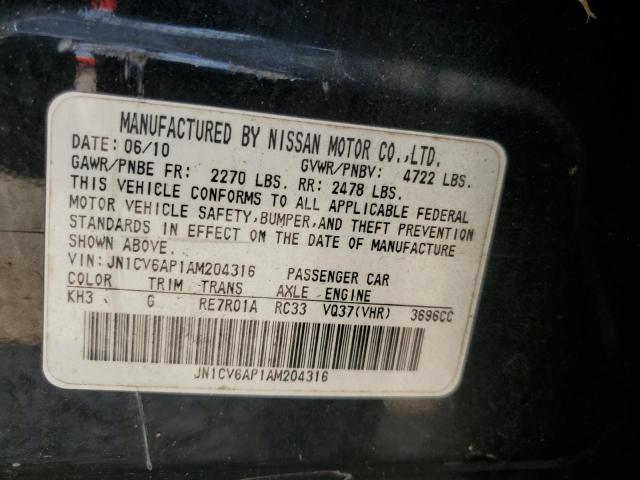 MANUFACTURED BY NISSAN MOTOR CO.,LTD.
DATE: 06/10 GVWR/PNBV: 4722 LBS.
GAWR/PNBE FR: 2270 LBS. RR: 2478 LBS.
THIS VEHICLE CONFORMS TO ALL APPLICABLE FEDERAL
MOTOR VEHICLE SAFETY, BUMPER, AND THEFT PREVENTION
STANDARDS IN EFFECT ON THE DATE OF MANUFACTURE
SHOWN ABOVE.
VIN: JN1CV6AP1AM204316 PASSENGER CAR
COLOR TRIM TRANS AXLE ENGINE
KH3 G RE7R01A RC33 VQ37(VHR) 3696CC
JN1CV6AP1AM204316